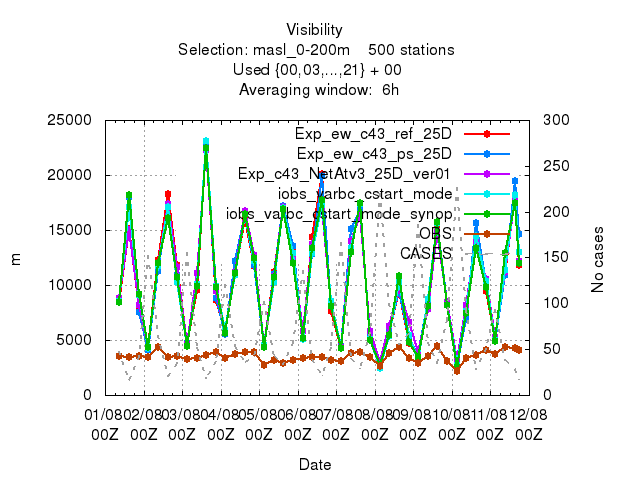 Visibility
Selection: masl_0-200m 500 stations
Used {00,03,...,21} + 00
Averaging window: 6h
25000
20000
15000
10000
5000
0
m
300
250
200
150
100
50
0
No cases
Exp_ew_c43_ref_25D
Exp_ew_c43_ps_25D
Exp_c43_NetAtv3_25D_ver01
iobs_varbc_cstart_mode
iobs_varbc_cstart_mode_synop
OBS
CASES
01/08 02/08 03/08 04/08 05/08 06/08 07/08 08/08 09/08 10/08 11/08 12/08
00Z 00Z 00Z 00Z 00Z 00Z 00Z 00Z 00Z 00Z 00Z 00Z
Date